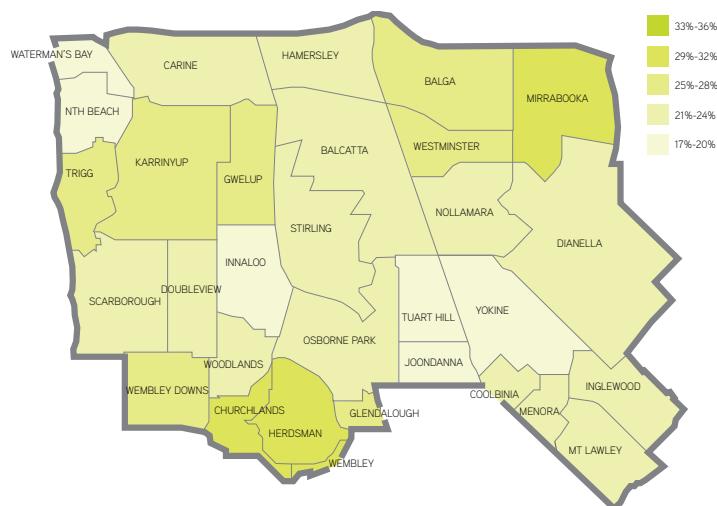 33%-36%
29%-32%
25%-28%
21%-24%
17%-20%
WATERMAN'S BAY
CARINE
HAMERSLEY
BALGA
MIRRABOOKA
NTH BEACH
TRIGG
KARRINYUP
GWELUP
BALCATTA
WESTMINSTER
NOLLAMARA
STIRLING
DIANELLA
INNALOO
DOUBLEVIEW
SCARBOROUGH
TUART HILL
YOKINE
OSBORNE PARK
WOODLANDS
JOONDANNA
WEMBLEY DOWNS
COOLBINIA
INGLEWOOD
CHURCHLANDS
GLENDALOUGH
MENORA
HERDSMAN
MT LAWLEY
WEMBLEY